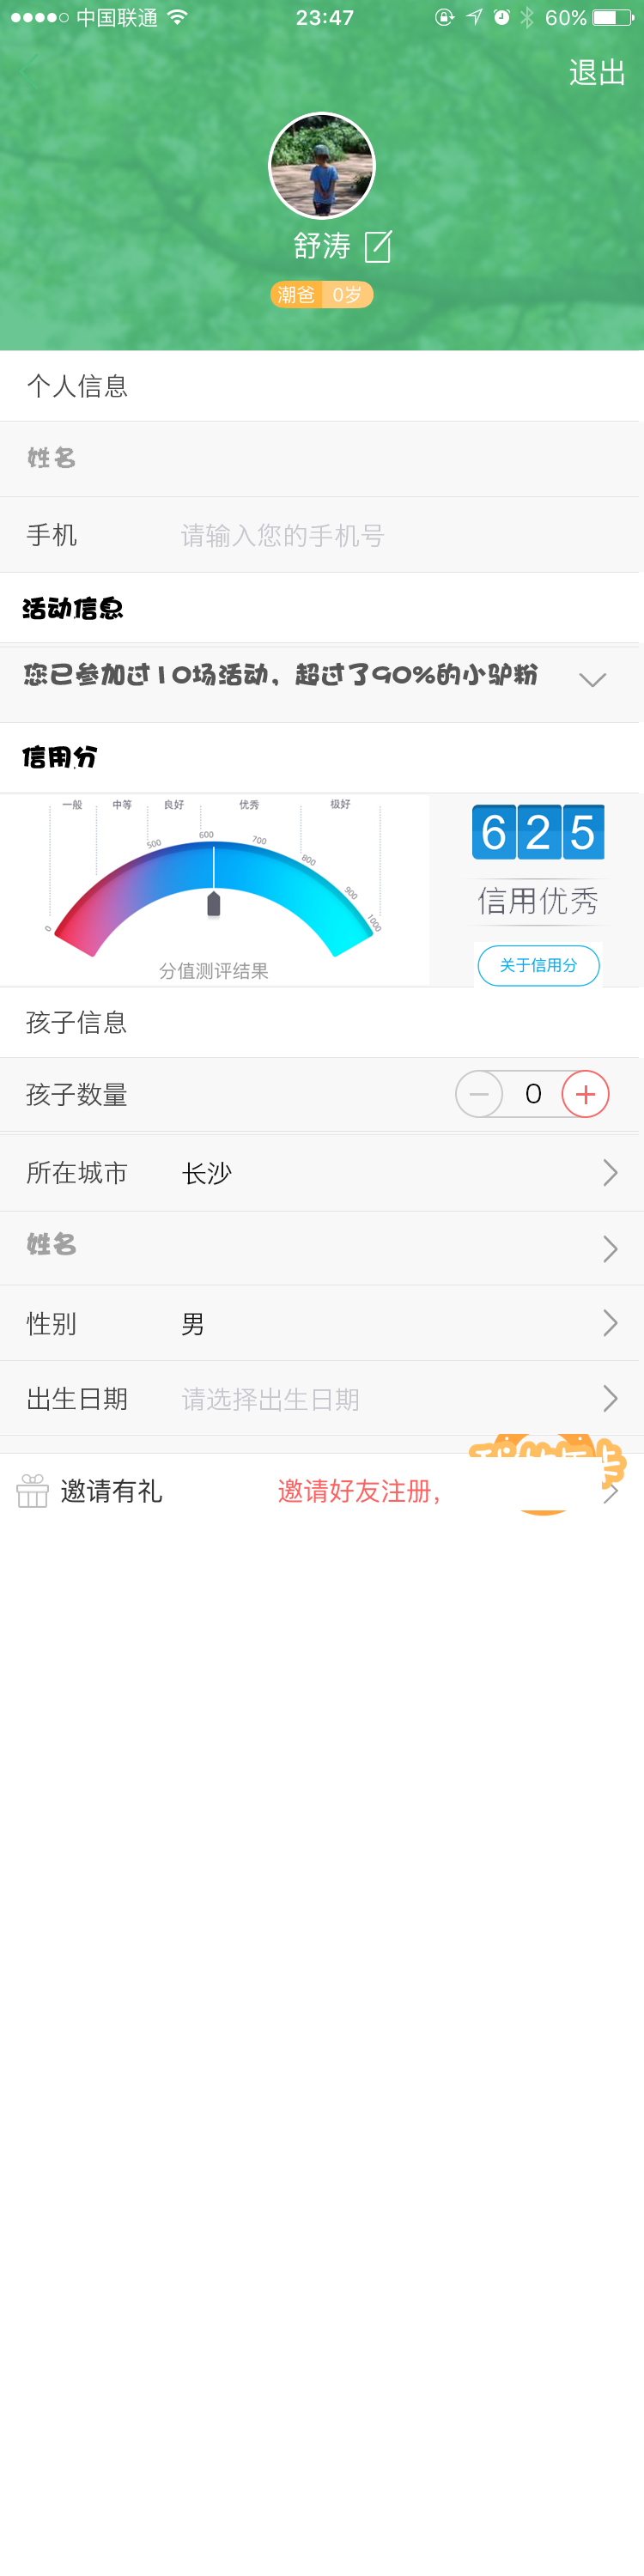 中国联通 23:47 60%
退出
舒涛
潮爸 0岁
个人信息
姓名
手机 请输入您的手机号
活动信息
您已参加过10场活动，超过了90%的小驴粉
信用分
一般 中等 良好 优秀 极好
0 500 600 700 800 900 1000
分值测评结果
625
信用优秀
关于信用分
孩子信息
孩子数量 0
所在城市 长沙
姓名
性别 男
出生日期 请选择出生日期
邀请有礼 邀请好友注册，